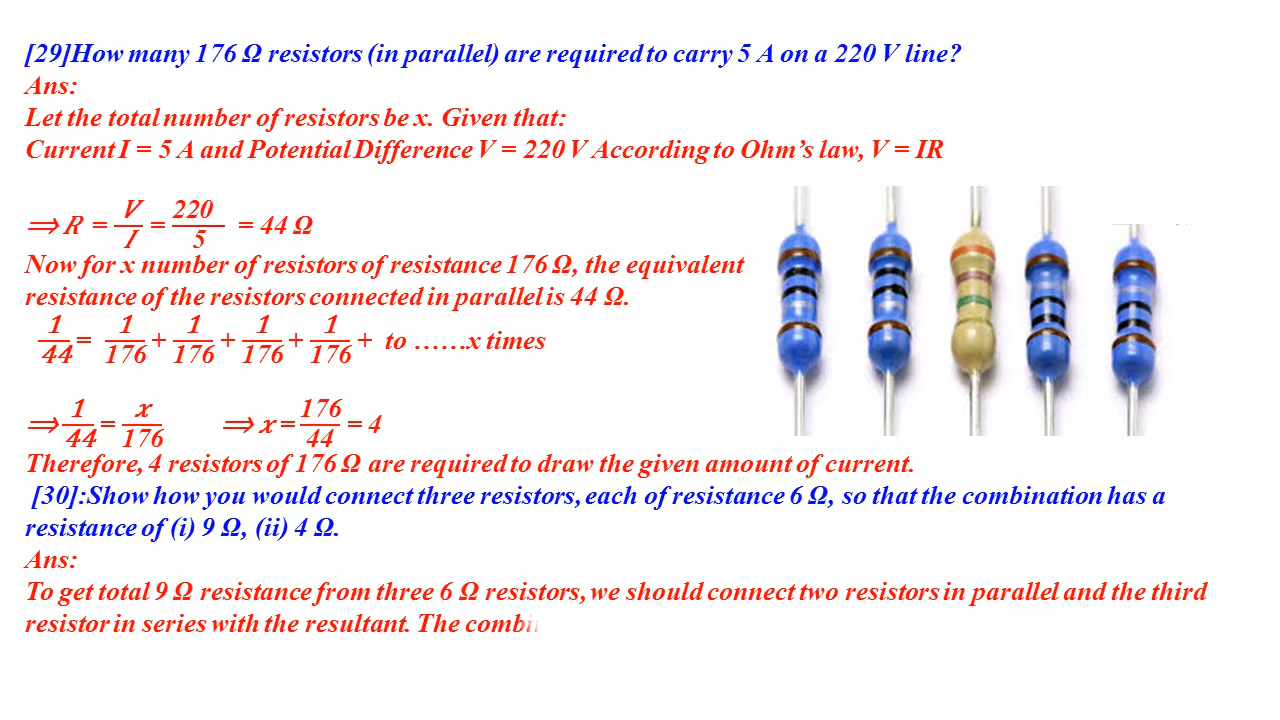 [29]How many 176 Ω resistors (in parallel) are required to carry 5 A on a 220 V line?
Ans:
Let the total number of resistors be x. Given that:
Current I = 5 A and Potential Difference V = 220 V According to Ohm's law, V = IR
⟹ R = V/I = 220/5 = 44 Ω
Now for x number of resistors of resistance 176 Ω, the equivalent
resistance of the resistors connected in parallel is 44 Ω.
1/44 = 1/176 + 1/176 + 1/176 + 1/176 + to ……x times
⟹ 1/44 = x/176 ⟹ x = 176/44 = 4
Therefore, 4 resistors of 176 Ω are required to draw the given amount of current.
[30]:Show how you would connect three resistors, each of resistance 6 Ω, so that the combination has a
resistance of (i) 9 Ω, (ii) 4 Ω.
Ans:
To get total 9 Ω resistance from three 6 Ω resistors, we should connect two resistors in parallel and the third
resistor in series with the resultant. The combi